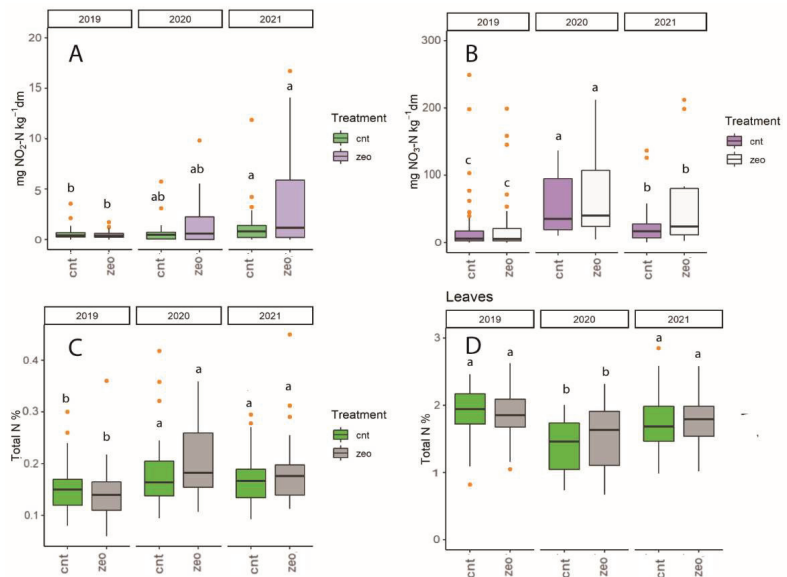 A
2019 2020 2021
mg NO2-N kg⁻¹dm
20
15
10
5
0
b b ab ab a a
cnt zeo cnt zeo cnt zeo
Treatment
cnt
zeo
B
2019 2020 2021
mg NO3-N kg⁻¹dm
300
200
100
0
c c a a b b
cnt zeo cnt zeo cnt zeo
Treatment
cnt
zeo
C
2019 2020 2021
Total N %
0.4
0.3
0.2
0.1
b b a a a a
cnt zeo cnt zeo cnt zeo
Treatment
cnt
zeo
Leaves
D
2019 2020 2021
Total N %
3
2
1
0
a a b b a a
cnt zeo cnt zeo cnt zeo
Treatment
cnt
zeo